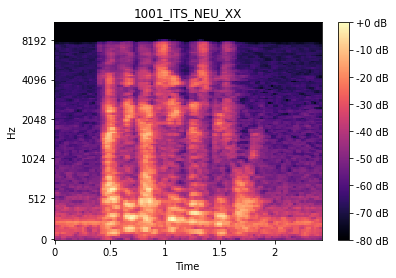 1001_ITS_NEU_XX
+0 dB
8192
-10 dB
4096
-20 dB
-30 dB
2048
-40 dB
Hz
1024
-50 dB
-60 dB
512
-70 dB
0
-80 dB
0 0.5 1 1.5 2
Time